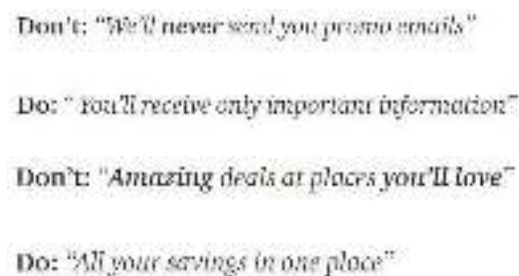 Don't: "We'll never send you promo emails"
Do: "You'll receive only important information"
Don't: "Amazing deals at places you'll love"
Do: "All your savings in one place"